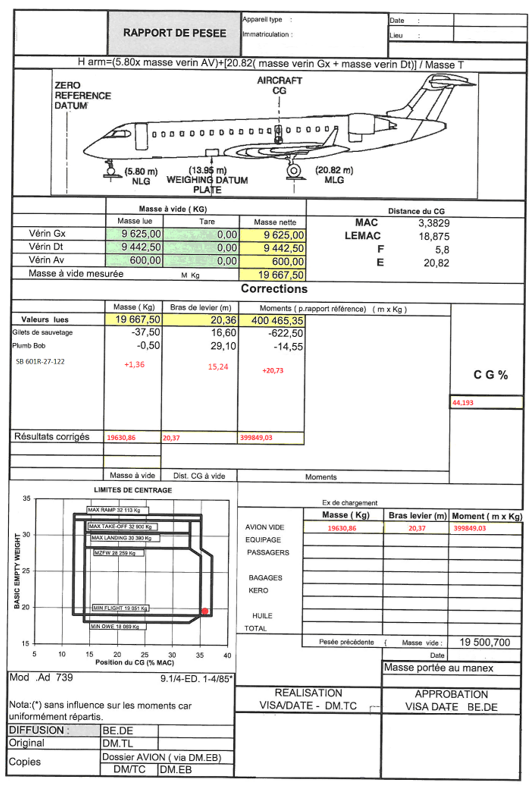 RAPPORT DE PESEE
Appareil type :
Immatriculation :
Date :
Lieu :
H arm=(5.80x masse verin AV)+[20.82( masse verin Gx + masse verin Dt)] / Masse T
ZERO
REFERENCE
DATUM
AIRCRAFT
CG
(5.80 m)
NLG
(13.95 m)
WEIGHING DATUM
PLATE
(20.82 m)
MLG
Masse à vide ( KG)
Masse lue Tare Masse nette
Vérin Gx 9 625,00 0,00 9 625,00
Vérin Dt 9 442,50 0,00 9 442,50
Vérin Av 600,00 0,00 600,00
Masse à vide mesurée M Kg 19 667,50
Distance du CG
MAC 3,3829
LEMAC 18,875
F 5,8
E 20,82
Corrections
Masse ( Kg) Bras de levier (m) Moments ( p.rapport référence) ( m x Kg)
Valeurs lues 19 667,50 20,36 400 465,35
Gilets de sauvetage -37,50 16,60 -622,50
Plumb Bob -0,50 29,10 -14,55
SB 601R-27-122 +1,36 15,24 +20,73
C G %
44,193
Résultats corrigés 19630,86 20,37 399849,03
Masse à vide Dist. CG à vide Moments
LIMITES DE CENTRAGE
MAX RAMP 33 113 Kg
MAX TAKE-OFF 32 900 Kg
MAX LANDING 30 390 Kg
MZFW 28 259 Kg
MIN FLIGHT 19 051 Kg
MIN OWE 18 069 Kg
BASIC EMPTY WEIGHT
35
30
25
20
15
5 10 15 20 25 30 35 40
Position du CG (% MAC)
Ex de chargement
Masse ( Kg) Bras levier (m) Moment ( m x Kg)
AVION VIDE 19630,86 20,37 399849,03
EQUIPAGE
PASSAGERS
BAGAGES
KERO
HUILE
TOTAL
Pesée précédente ( Masse vide : 19 500,700
Date
Masse portée au manex
Mod .Ad 739 9.1/4-ED. 1-4/85*
Nota:(*) sans influence sur les moments car
uniformément répartis.
DIFFUSION : BE.DE
Original DM.TL
Copies Dossier AVION ( via DM.EB)
DM/TC DM.EB
REALISATION
VISA/DATE - DM.TC
APPROBATION
VISA DATE BE.DE